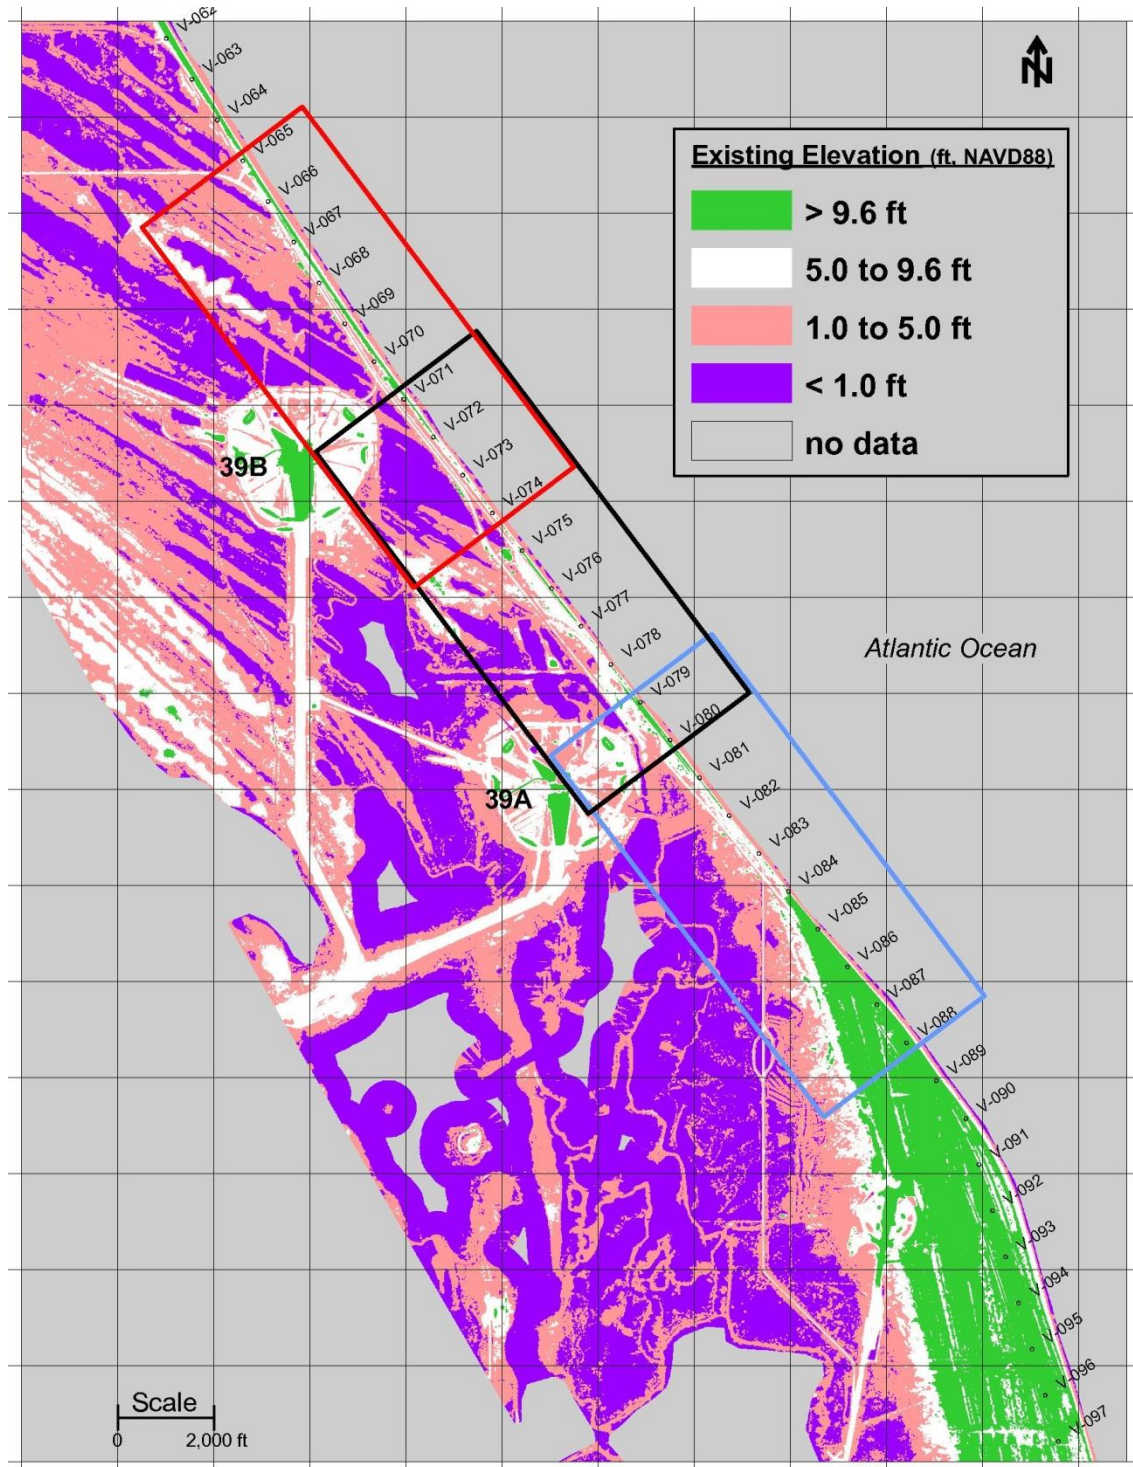 V-062
V-063
V-064
V-065
V-066
V-067
V-068
V-069
V-070
V-071
V-072
V-073
V-074
V-075
V-076
V-077
V-078
V-079
V-080
V-081
V-082
V-083
V-084
V-085
V-086
V-087
V-088
V-089
V-090
V-091
V-092
V-093
V-094
V-095
V-096
V-097
N
Existing Elevation (ft. NAVD88)
> 9.6 ft
5.0 to 9.6 ft
1.0 to 5.0 ft
< 1.0 ft
no data
39B
39A
Atlantic Ocean
Scale
0 2,000 ft